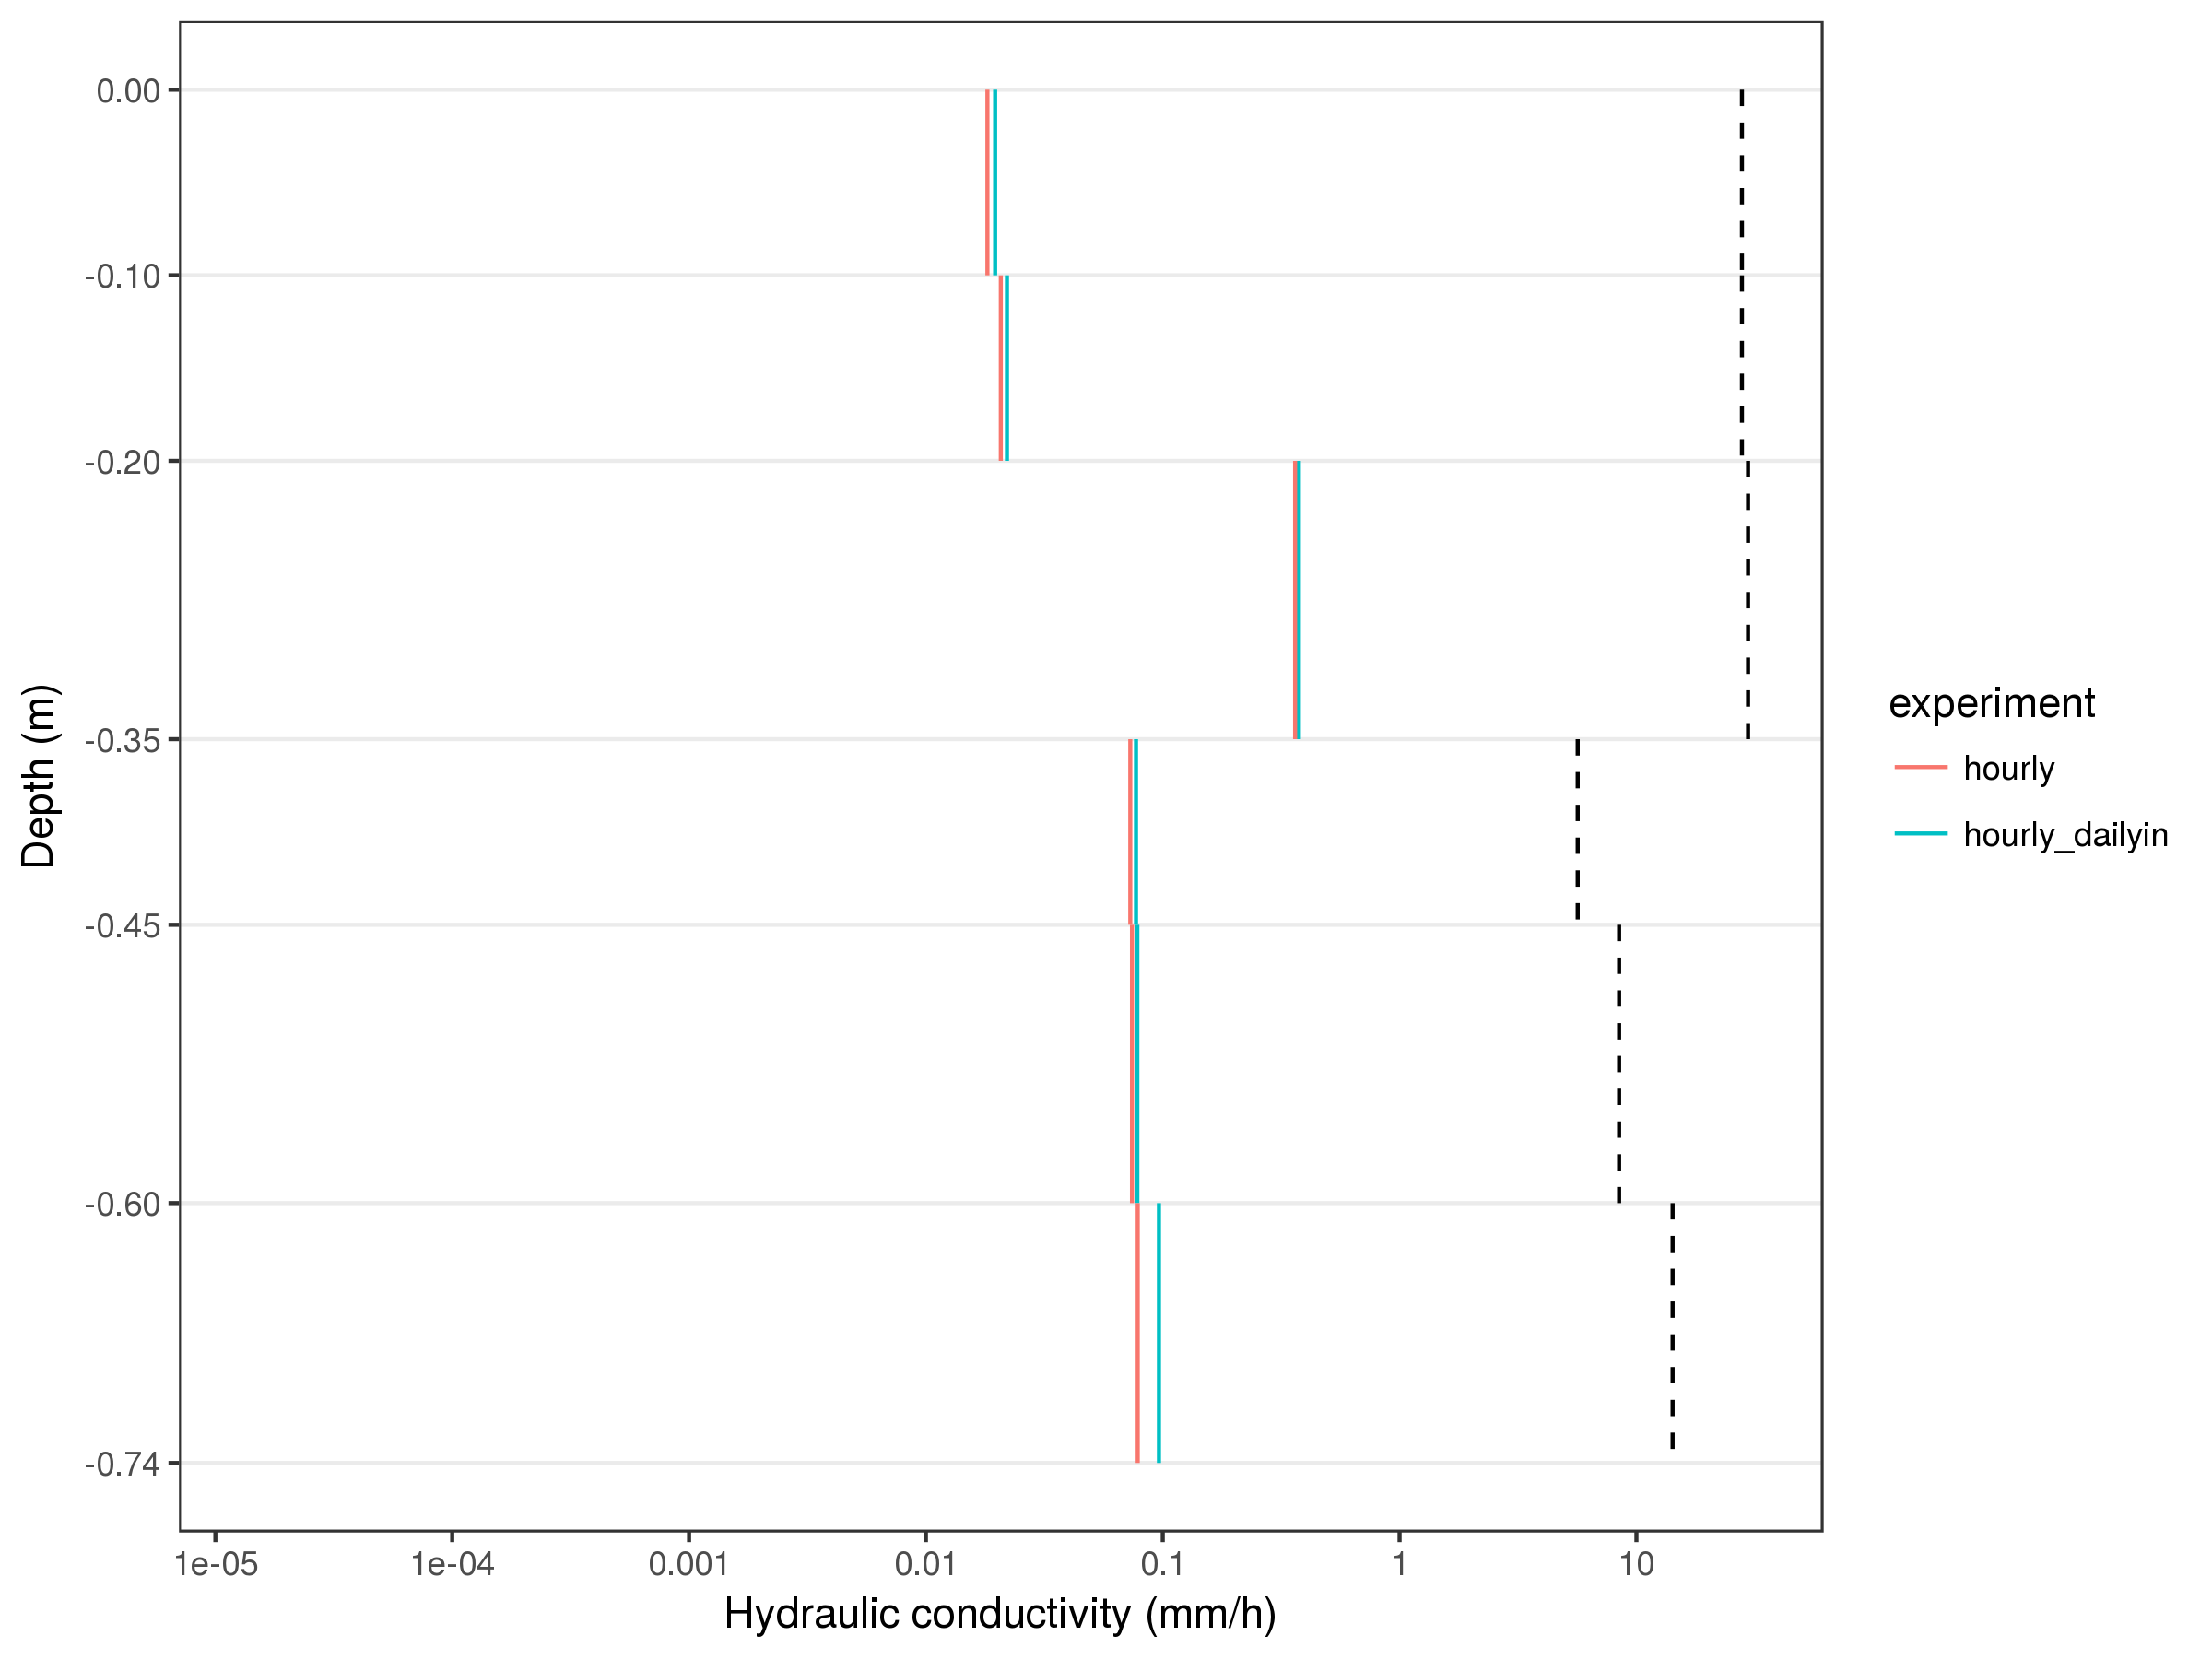 0.00
-0.10
-0.20
-0.35
-0.45
-0.60
-0.74
Depth (m)
1e-05
1e-04
0.001
0.01
0.1
1
10
Hydraulic conductivity (mm/h)
experiment
hourly
hourly_dailyin